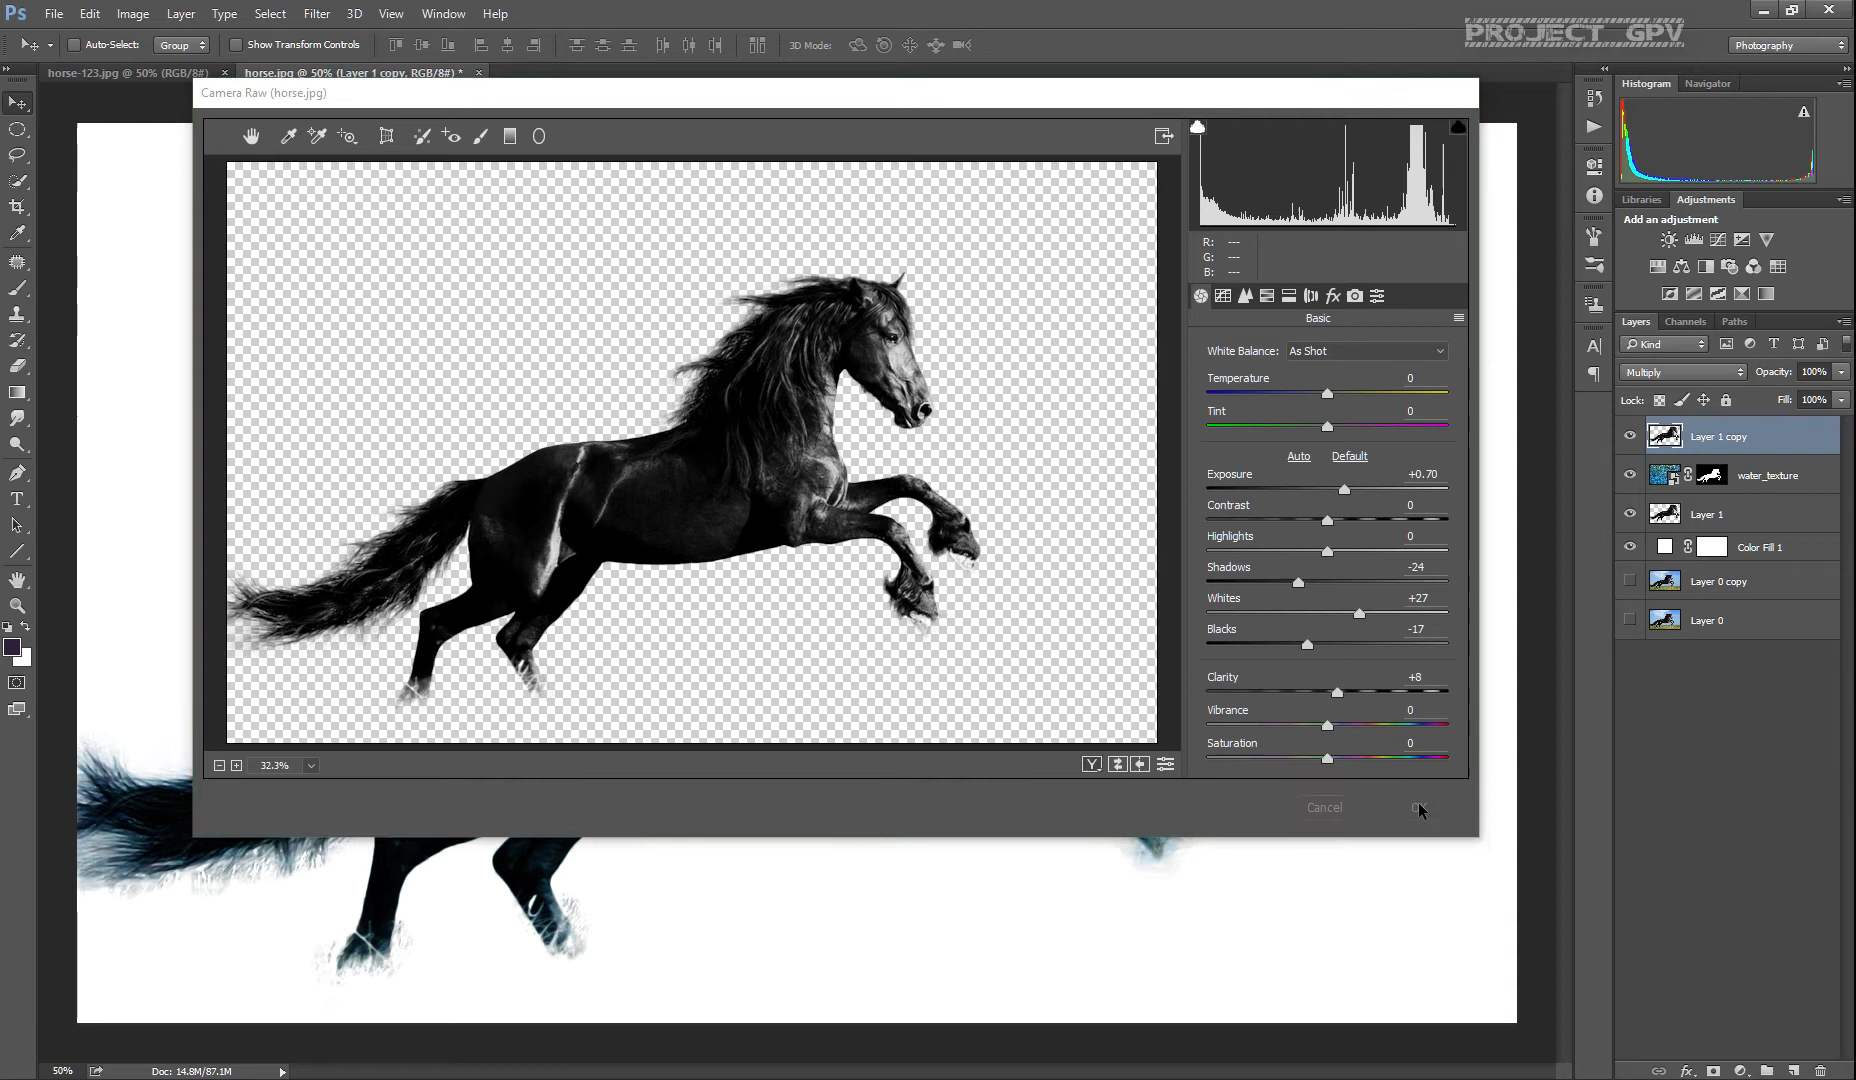 Ps File Edit Image Layer Type Select Filter 3D View Window Help
Auto-Select: Group Show Transform Controls 3D Mode: PROJECT_GPV Photography
horse-123.jpg @ 50% (RGB/8#) × horse.jpg @ 50% (Layer 1 copy, RGB/8#) * ×
Camera Raw (horse.jpg)
R: ---
G: ---
B: ---
Basic
White Balance: As Shot
Temperature 0
Tint 0
Auto Default
Exposure +0.70
Contrast 0
Highlights 0
Shadows -24
Whites +27
Blacks -17
Clarity +8
Vibrance 0
Saturation 0
32.3% Y
Cancel
Histogram Navigator
Libraries Adjustments
Add an adjustment
Layers Channels Paths
Kind
Multiply Opacity: 100%
Lock: Fill: 100%
Layer 1 copy
water_texture
Layer 1
Color Fill 1
Layer 0 copy
Layer 0
50% Doc: 14.8M/87.1M